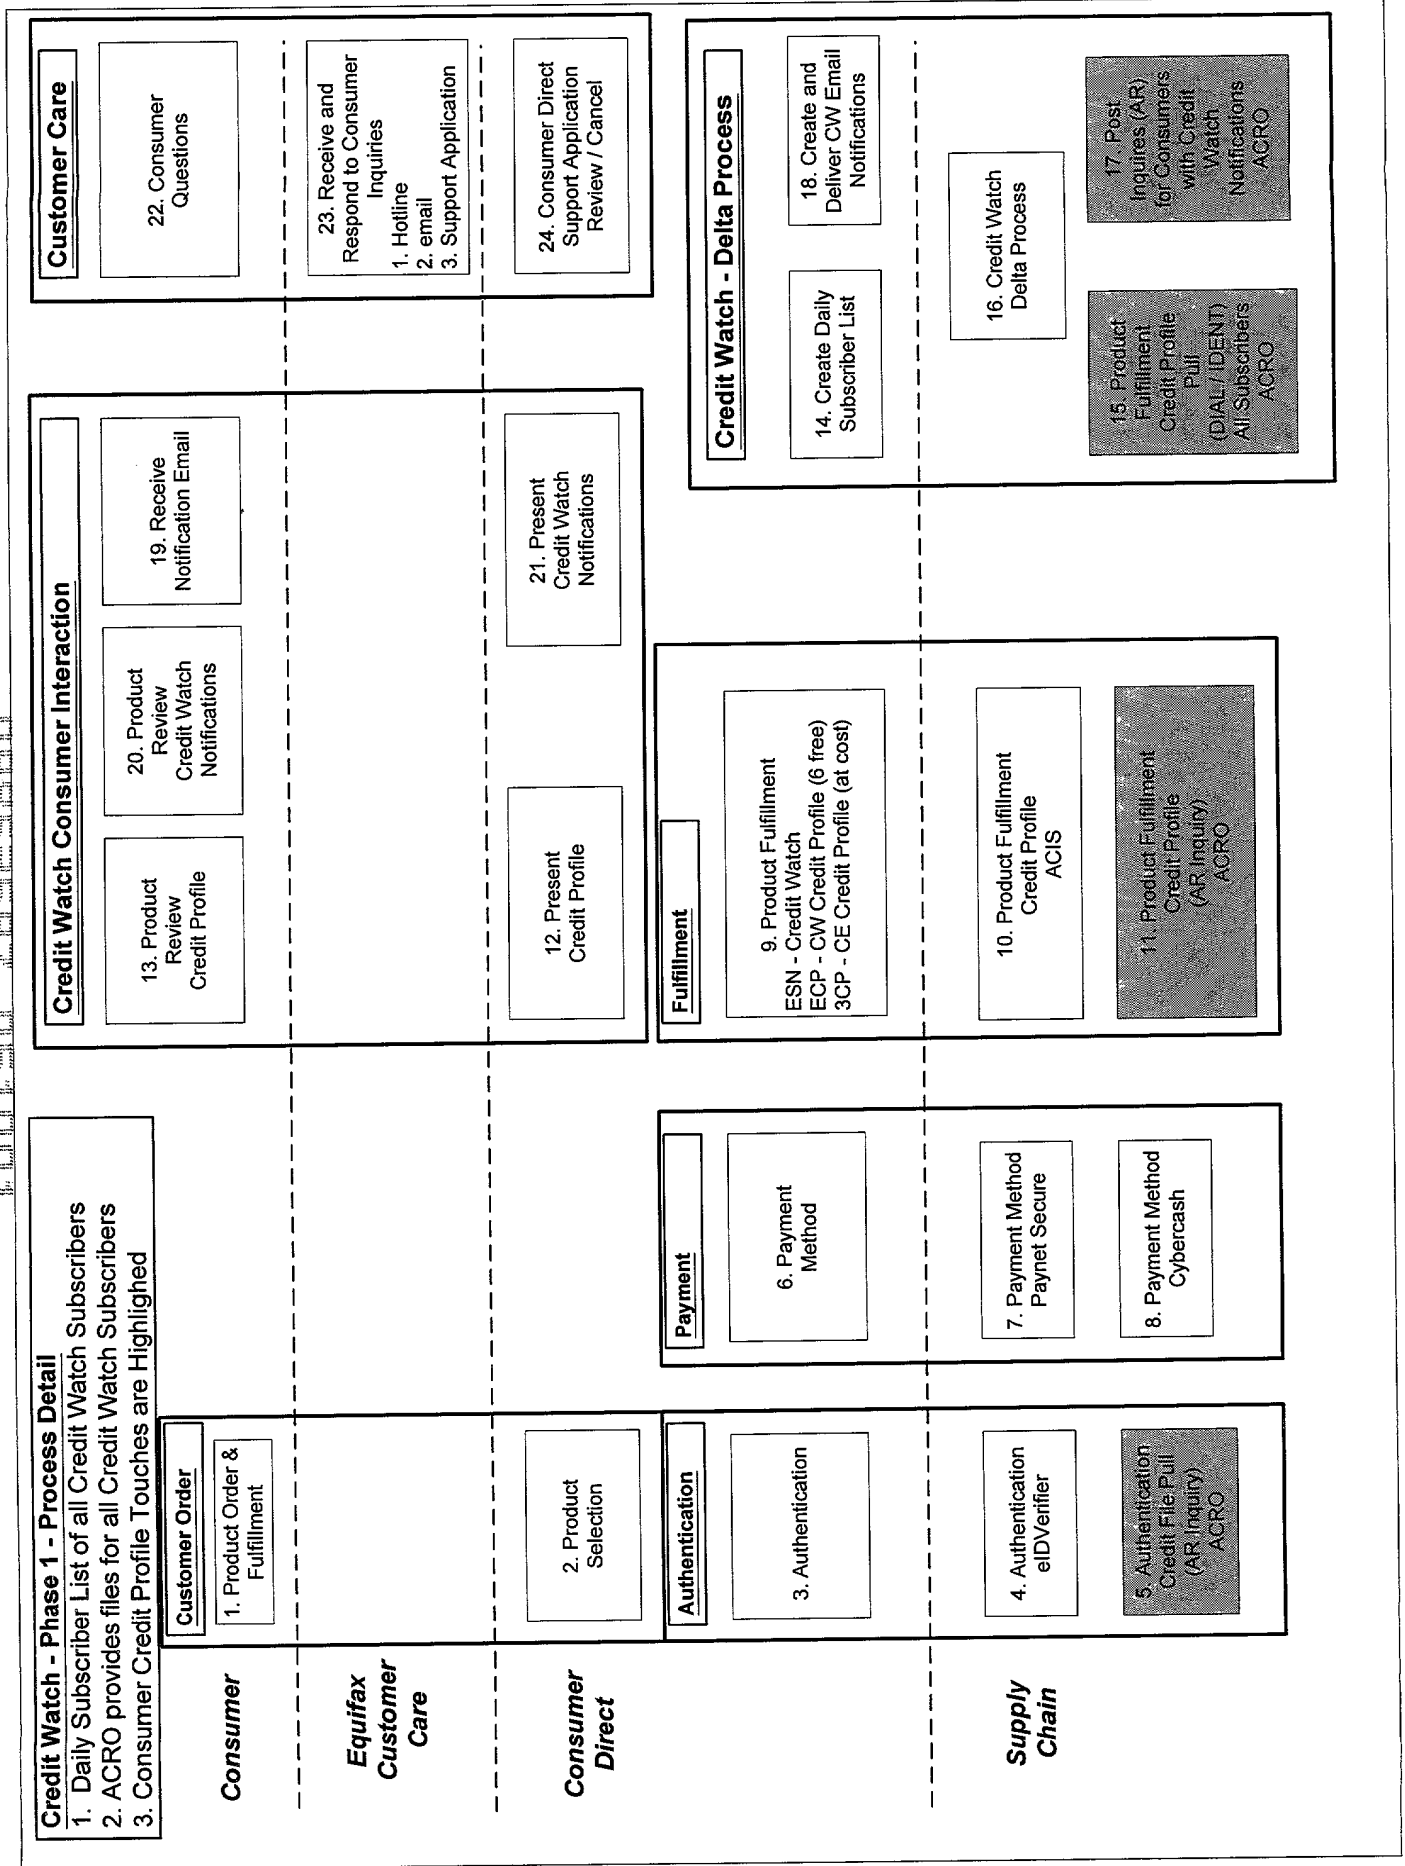 Credit Watch - Phase 1 - Process Detail
1. Daily Subscriber List of all Credit Watch Subscribers
2. ACRO provides files for all Credit Watch Subscribers
3. Consumer Credit Profile Touches are Highlighed
Consumer
Equifax
Customer
Care
Consumer
Direct
Supply
Chain
Customer Order
1. Product Order &
Fulfillment
2. Product
Selection
Authentication
3. Authentication
4. Authentication
eIDVerifier
5. Authentication
Credit File Pull
(AR Inquiry)
ACRO
Payment
6. Payment
Method
7. Payment Method
Paynet Secure
8. Payment Method
Cybercash
Credit Watch Consumer Interaction
13. Product
Review
Credit Profile
20. Product
Review
Credit Watch
Notifications
19. Receive
Notification Email
12. Present
Credit Profile
21. Present
Credit Watch
Notifications
Fulfillment
9. Product Fulfillment
ESN - Credit Watch
ECP - CW Credit Profile (6 free)
3CP - CE Credit Profile (at cost)
10. Product Fulfillment
Credit Profile
ACIS
11. Product Fulfillment
Credit Profile
(AR Inquiry)
ACRO
Customer Care
22. Consumer
Questions
23. Receive and
Respond to Consumer
Inquiries
1. Hotline
2. email
3. Support Application
24. Consumer Direct
Support Application
Review / Cancel
Credit Watch - Delta Process
14. Create Daily
Subscriber List
18. Create and
Deliver CW Email
Notifications
16. Credit Watch
Delta Process
15. Product
Fulfillment
Credit Profile
Pull
(DIAL / IDENT)
All Subscribers
ACRO
17. Post
Inquires (AR)
for Consumers
with Credit
Watch
Notifications
ACRO